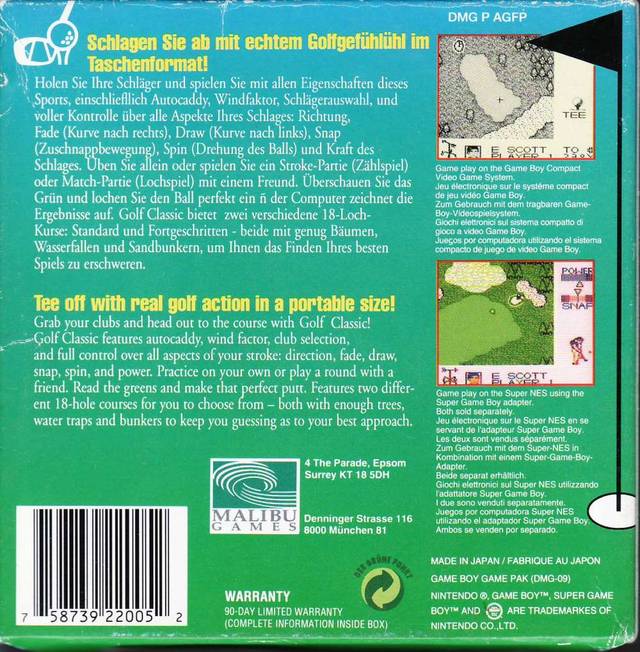 Schlagen Sie ab mit echtem Golfgefühlühl im
Taschenformat!
Holen Sie Ihre Schläger und spielen Sie mit allen Eigenschaften dieses
Sports, einschließlich Autocaddy, Windfaktor, Schlägerauswahl, und
voller Kontrolle über alle Aspekte Ihres Schlages: Richtung,
Fade (Kurve nach rechts), Draw (Kurve nach links), Snap
(Zuschnappbewegung), Spin (Drehung des Balls) und Kraft des
Schlages. Üben Sie allein oder spielen Sie ein Stroke-Partie (Zählspiel)
oder Match-Partie (Lochspiel) mit einem Freund. Überschauen Sie das
Grün und lochen Sie den Ball perfekt ein ñ der Computer zeichnet die
Ergebnisse auf. Golf Classic bietet zwei verschiedene 18-Loch-
Kurse: Standard und Fortgeschritten - beide mit genug Bäumen,
Wasserfällen und Sandbunkern, um Ihnen das Finden Ihres besten
Spiels zu erschweren.
Tee off with real golf action in a portable size!
Grab your clubs and head out to the course with Golf Classic!
Golf Classic features autocaddy, wind factor, club selection,
and full control over all aspects of your stroke: direction, fade, draw,
snap, spin, and power. Practice on your own or play a round with a
friend. Read the greens and make that perfect putt. Features two differ-
ent 18-hole courses for you to choose from – both with enough trees,
water traps and bunkers to keep you guessing as to your best approach.
MALIBU
GAMES
4 The Parade, Epsom
Surrey KT 18 5DH
Denninger Strasse 116
8000 München 81
7 58739 22005 2
DER GRÜNE PUNKT
WARRANTY
90-DAY LIMITED WARRANTY
(COMPLETE INFORMATION INSIDE BOX)
DMG P AGFP
TEE
E SCOTT
PLAYER 1
TO
Game play on the Game Boy Compact
Video Game System.
Jeu électronique sur le systéme compact
de jeu vidéo Game Boy.
Zum Gebrauch mit dem tragbaren Game-
Boy-Videospielsystem.
Giochi elettronici sul sistema compatto di
gioco a video Game Boy.
Juegos por computadora utilizando el sistema
compacto de juego de video Game Boy.
POWER
SNAP
E SCOTT
PLAYER 1
Game play on the Super NES using the
Super Game Boy adapter.
Both sold separately.
Jeu électronique sur le Super NES en se
servant de l'adapteur Super Game Boy.
Les deux sont vendus séparément.
Zum Gebrauch mit dem Super-NES in
Kombination mit einem Super-Game-Boy-
Adapter.
Beide separat erhältlich.
Giochi elettronici sul Super NES utilizzando
l'adattatore Super Game Boy.
I due sono venduti separatamente.
Juegos por computadora Super NES
utilizando el adaptador Super Game Boy.
Ambos se venden por separado.
MADE IN JAPAN / FABRIQUE AU JAPON
GAME BOY GAME PAK (DMG-09)
NINTENDO ®, GAME BOY™, SUPER GAME
BOY™ AND ARE TRADEMARKS OF
NINTENDO CO.,LTD.